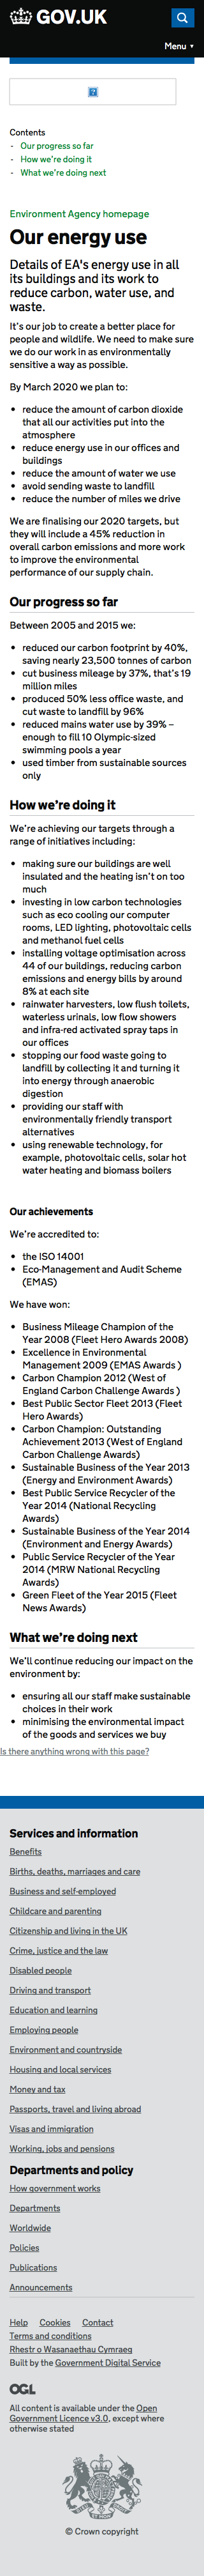 GOV.UK
Menu ▼
Contents
- Our progress so far
- How we're doing it
- What we're doing next
Environment Agency homepage
Our energy use
Details of EA's energy use in all
its buildings and its work to
reduce carbon, water use, and
waste.
It's our job to create a better place for
people and wildlife. We need to make sure
we do our work in as environmentally
sensitive a way as possible.
By March 2020 we plan to:
• reduce the amount of carbon dioxide
that all our activities put into the
atmosphere
• reduce energy use in our offices and
buildings
• reduce the amount of water we use
• avoid sending waste to landfill
• reduce the number of miles we drive
We are finalising our 2020 targets, but
they will include a 45% reduction in
overall carbon emissions and more work
to improve the environmental
performance of our supply chain.
Our progress so far
Between 2005 and 2015 we:
• reduced our carbon footprint by 40%,
saving nearly 23,500 tonnes of carbon
• cut business mileage by 37%, that's 19
million miles
• produced 50% less office waste, and
cut waste to landfill by 96%
• reduced mains water use by 39% –
enough to fill 10 Olympic-sized
swimming pools a year
• used timber from sustainable sources
only
How we're doing it
We're achieving our targets through a
range of initiatives including:
• making sure our buildings are well
insulated and the heating isn't on too
much
• investing in low carbon technologies
such as eco cooling our computer
rooms, LED lighting, photovoltaic cells
and methanol fuel cells
• installing voltage optimisation across
44 of our buildings, reducing carbon
emissions and energy bills by around
8% at each site
• rainwater harvesters, low flush toilets,
waterless urinals, low flow showers
and infra-red activated spray taps in
our offices
• stopping our food waste going to
landfill by collecting it and turning it
into energy through anaerobic
digestion
• providing our staff with
environmentally friendly transport
alternatives
• using renewable technology, for
example, photovoltaic cells, solar hot
water heating and biomass boilers
Our achievements
We're accredited to:
• the ISO 14001
• Eco-Management and Audit Scheme
(EMAS)
We have won:
• Business Mileage Champion of the
Year 2008 (Fleet Hero Awards 2008)
• Excellence in Environmental
Management 2009 (EMAS Awards )
• Carbon Champion 2012 (West of
England Carbon Challenge Awards )
• Best Public Sector Fleet 2013 (Fleet
Hero Awards)
• Carbon Champion: Outstanding
Achievement 2013 (West of England
Carbon Challenge Awards)
• Sustainable Business of the Year 2013
(Energy and Environment Awards)
• Best Public Service Recycler of the
Year 2014 (National Recycling
Awards)
• Sustainable Business of the Year 2014
(Environment and Energy Awards)
• Public Service Recycler of the Year
2014 (MRW National Recycling
Awards)
• Green Fleet of the Year 2015 (Fleet
News Awards)
What we're doing next
We'll continue reducing our impact on the
environment by:
• ensuring all our staff make sustainable
choices in their work
• minimising the environmental impact
of the goods and services we buy
Is there anything wrong with this page?
Services and information
Benefits
Births, deaths, marriages and care
Business and self-employed
Childcare and parenting
Citizenship and living in the UK
Crime, justice and the law
Disabled people
Driving and transport
Education and learning
Employing people
Environment and countryside
Housing and local services
Money and tax
Passports, travel and living abroad
Visas and immigration
Working, jobs and pensions
Departments and policy
How government works
Departments
Worldwide
Policies
Publications
Announcements
Help Cookies Contact
Terms and conditions
Rhestr o Wasanaethau Cymraeg
Built by the Government Digital Service
OGL
All content is available under the Open
Government Licence v3.0, except where
otherwise stated
© Crown copyright